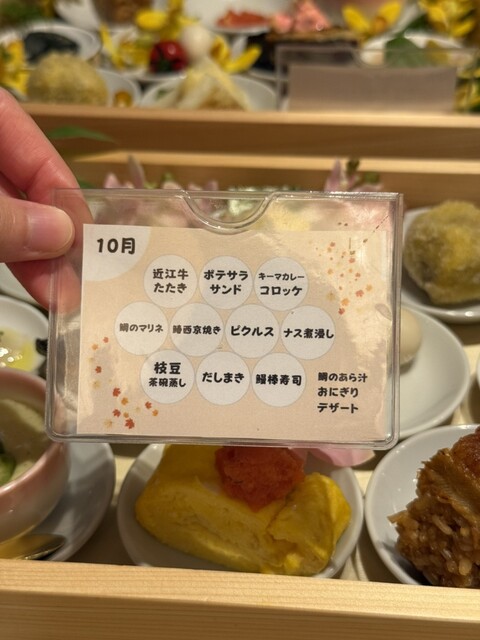 10月
近江牛
たたき
ポテサラ
サンド
キーマカレー
コロッケ
鯛のマリネ
鰆西京焼き
ピクルス
ナス煮浸し
枝豆
茶碗蒸し
だしまき
鰻棒寿司
鯛のあら汁
おにぎり
デザート